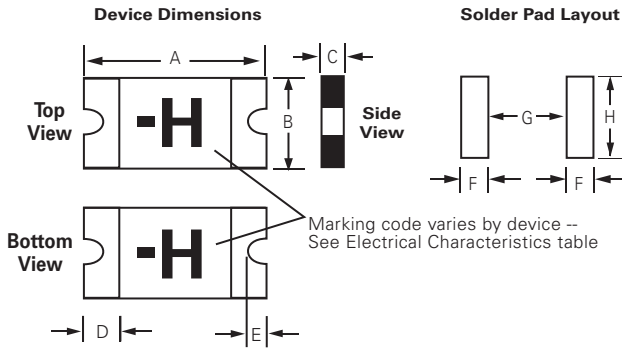 Device Dimensions
Solder Pad Layout
A
C
Top
View
-H
B
Side
View
G
H
F
F
Marking code varies by device --
See Electrical Characteristics table
Bottom
View
-H
D
E